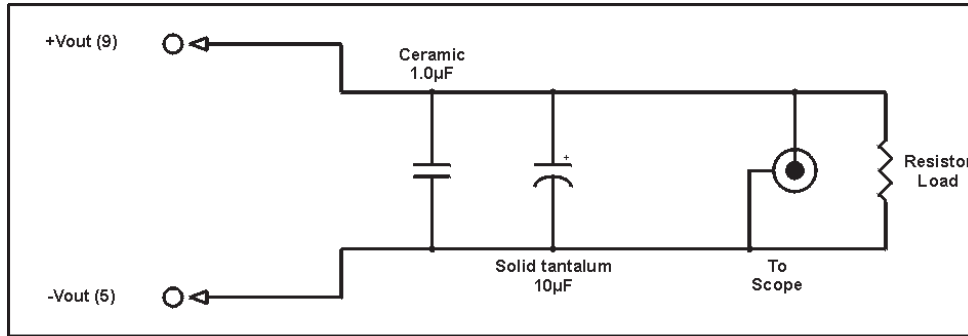 +Vout (9)
Ceramic
1.0µF
+
Resistor
Load
-Vout (5)
Solid tantalum
10µF
To
Scope